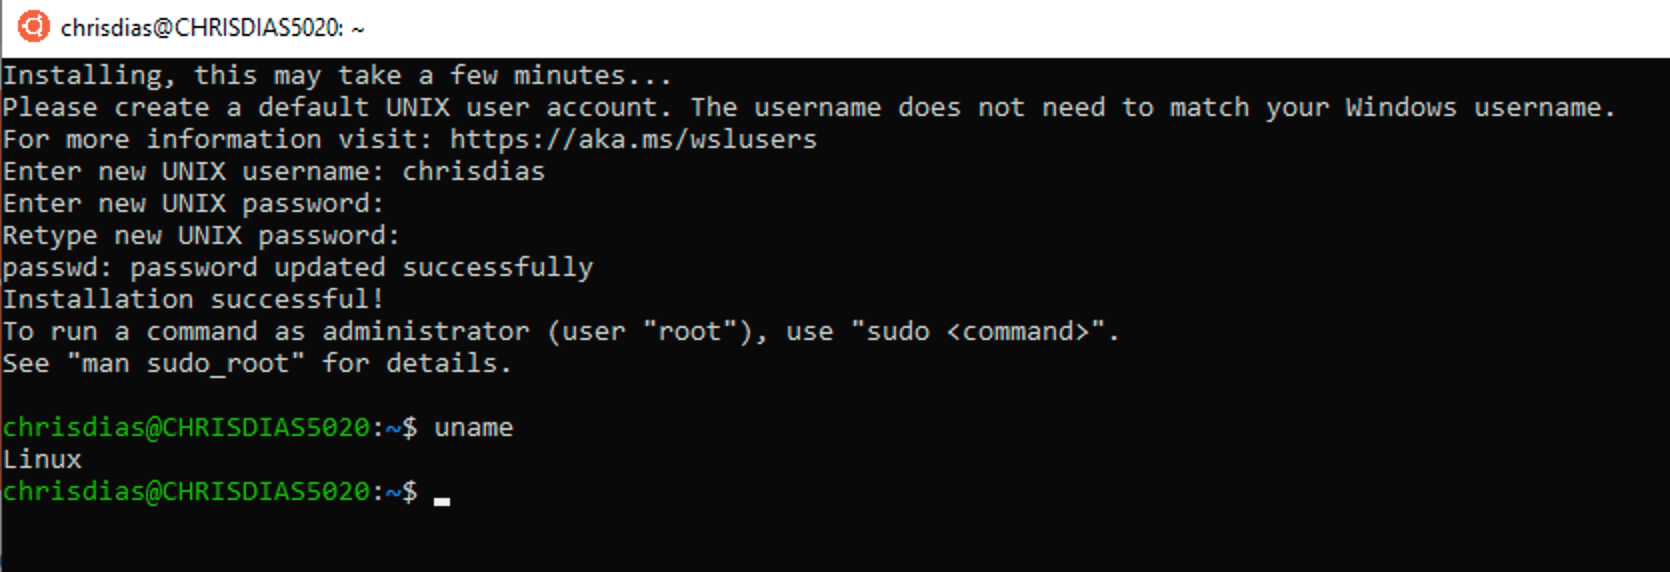 chrisdias@CHRISDIAS5020: ~
Installing, this may take a few minutes...
Please create a default UNIX user account. The username does not need to match your Windows username.
For more information visit: https://aka.ms/wslusers
Enter new UNIX username: chrisdias
Enter new UNIX password:
Retype new UNIX password:
passwd: password updated successfully
Installation successful!
To run a command as administrator (user "root"), use "sudo <command>".
See "man sudo_root" for details.
chrisdias@CHRISDIAS5020:~$ uname
Linux
chrisdias@CHRISDIAS5020:~$